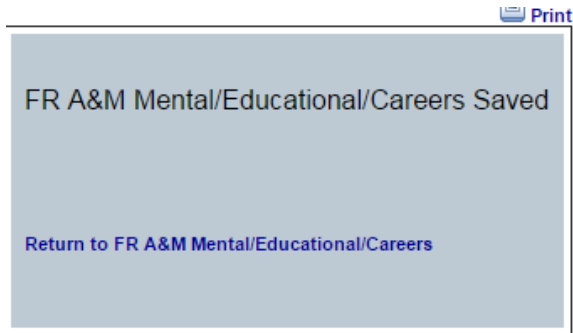 Print
FR A&M Mental/Educational/Careers Saved
Return to FR A&M Mental/Educational/Careers